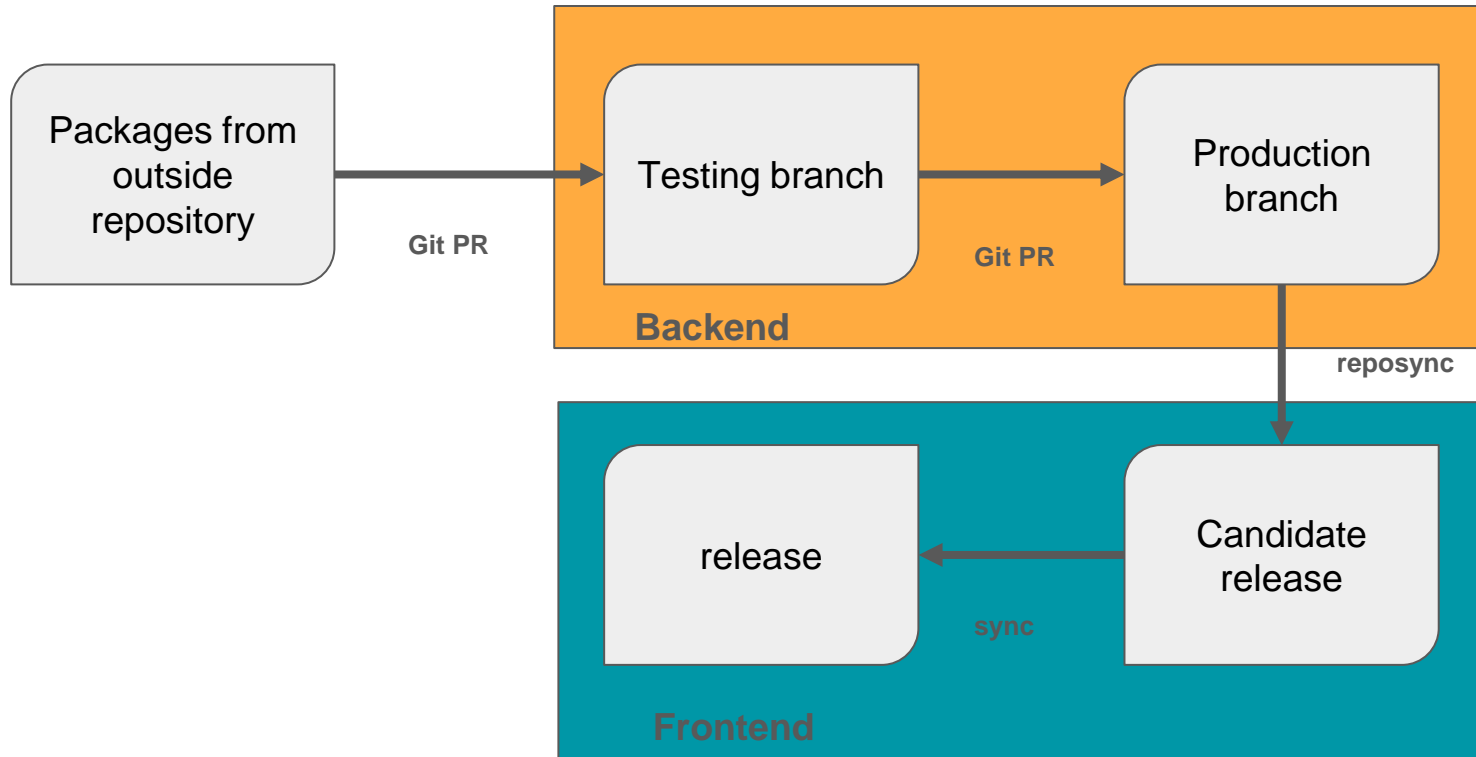 Packages from
outside
repository
Git PR
Testing branch
Git PR
Production
branch
Backend
reposync
release
sync
Candidate
release
Frontend